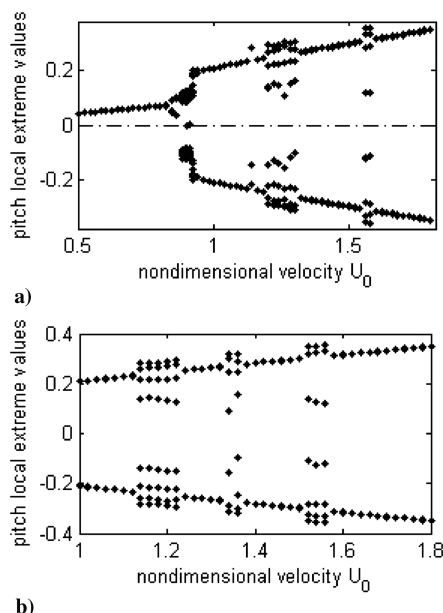 pitch local extreme values
0.2
0
-0.2
0.5
1
1.5
nondimensional velocity U0
a)
pitch local extreme values
0.4
0.2
0
-0.2
-0.4
1
1.2
1.4
1.6
1.8
nondimensional velocity U0
b)